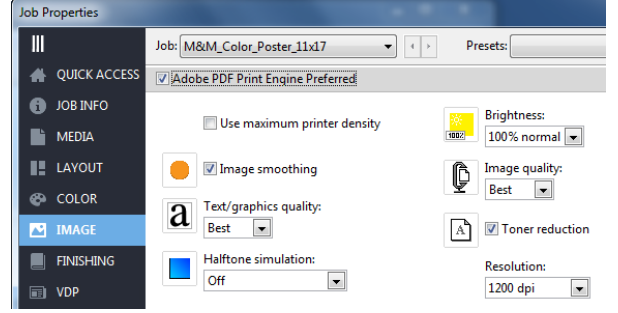 Job Properties
Job: M&M_Color_Poster_11x17
Presets:
QUICK ACCESS
Adobe PDF Print Engine Preferred
JOB INFO
MEDIA
LAYOUT
COLOR
IMAGE
FINISHING
VDP
Use maximum printer density
Brightness:
100%
100% normal
Image smoothing
Image quality:
Best
a
Text/graphics quality:
Best
A
Toner reduction
Halftone simulation:
Off
Resolution:
1200 dpi